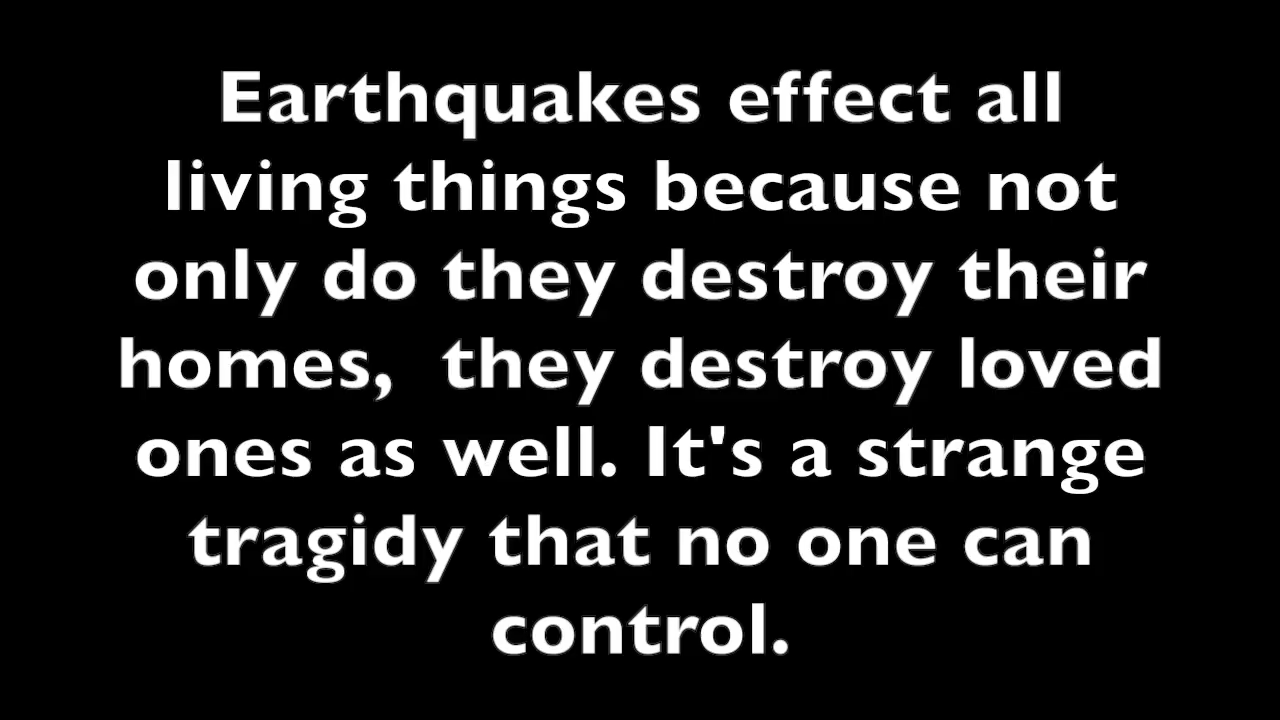 Earthquakes effect all
living things because not
only do they destroy their
homes,  they destroy loved
ones as well. It's a strange
tragidy that no one can
control.